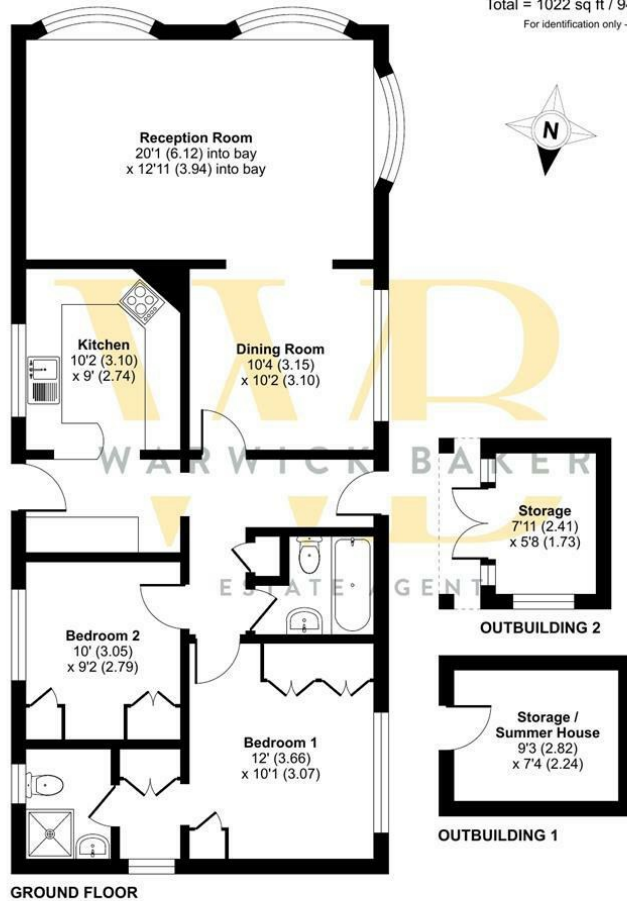 Total = 1022 sq ft / 9
For identification only -
N
Reception Room
20'1 (6.12) into bay
x 12'11 (3.94) into bay
Kitchen
10'2 (3.10)
x 9' (2.74)
Dining Room
10'4 (3.15)
x 10'2 (3.10)
WB
WARWICK BAKER
ESTATE AGENT
Storage
7'11 (2.41)
x 5'8 (1.73)
OUTBUILDING 2
Bedroom 2
10' (3.05)
x 9'2 (2.79)
Bedroom 1
12' (3.66)
x 10'1 (3.07)
Storage /
Summer House
9'3 (2.82)
x 7'4 (2.24)
OUTBUILDING 1
GROUND FLOOR